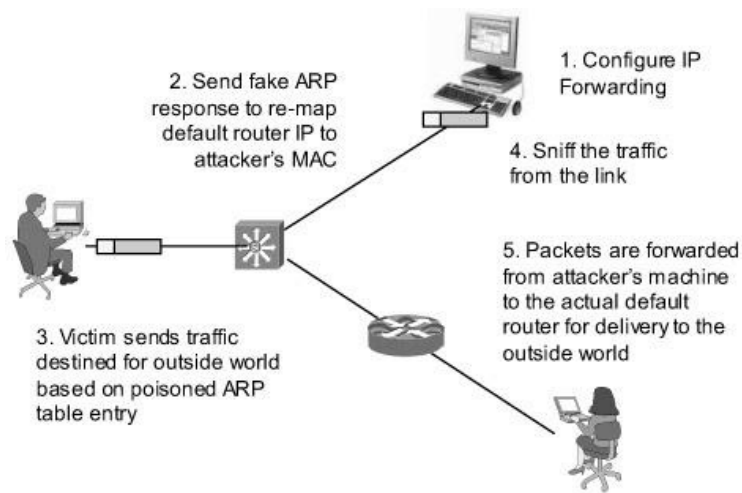 1. Configure IP
Forwarding
2. Send fake ARP
response to re-map
default router IP to
attacker's MAC
3. Victim sends traffic
destined for outside world
based on poisoned ARP
table entry
4. Sniff the traffic
from the link
5. Packets are forwarded
from attacker's machine
to the actual default
router for delivery to the
outside world